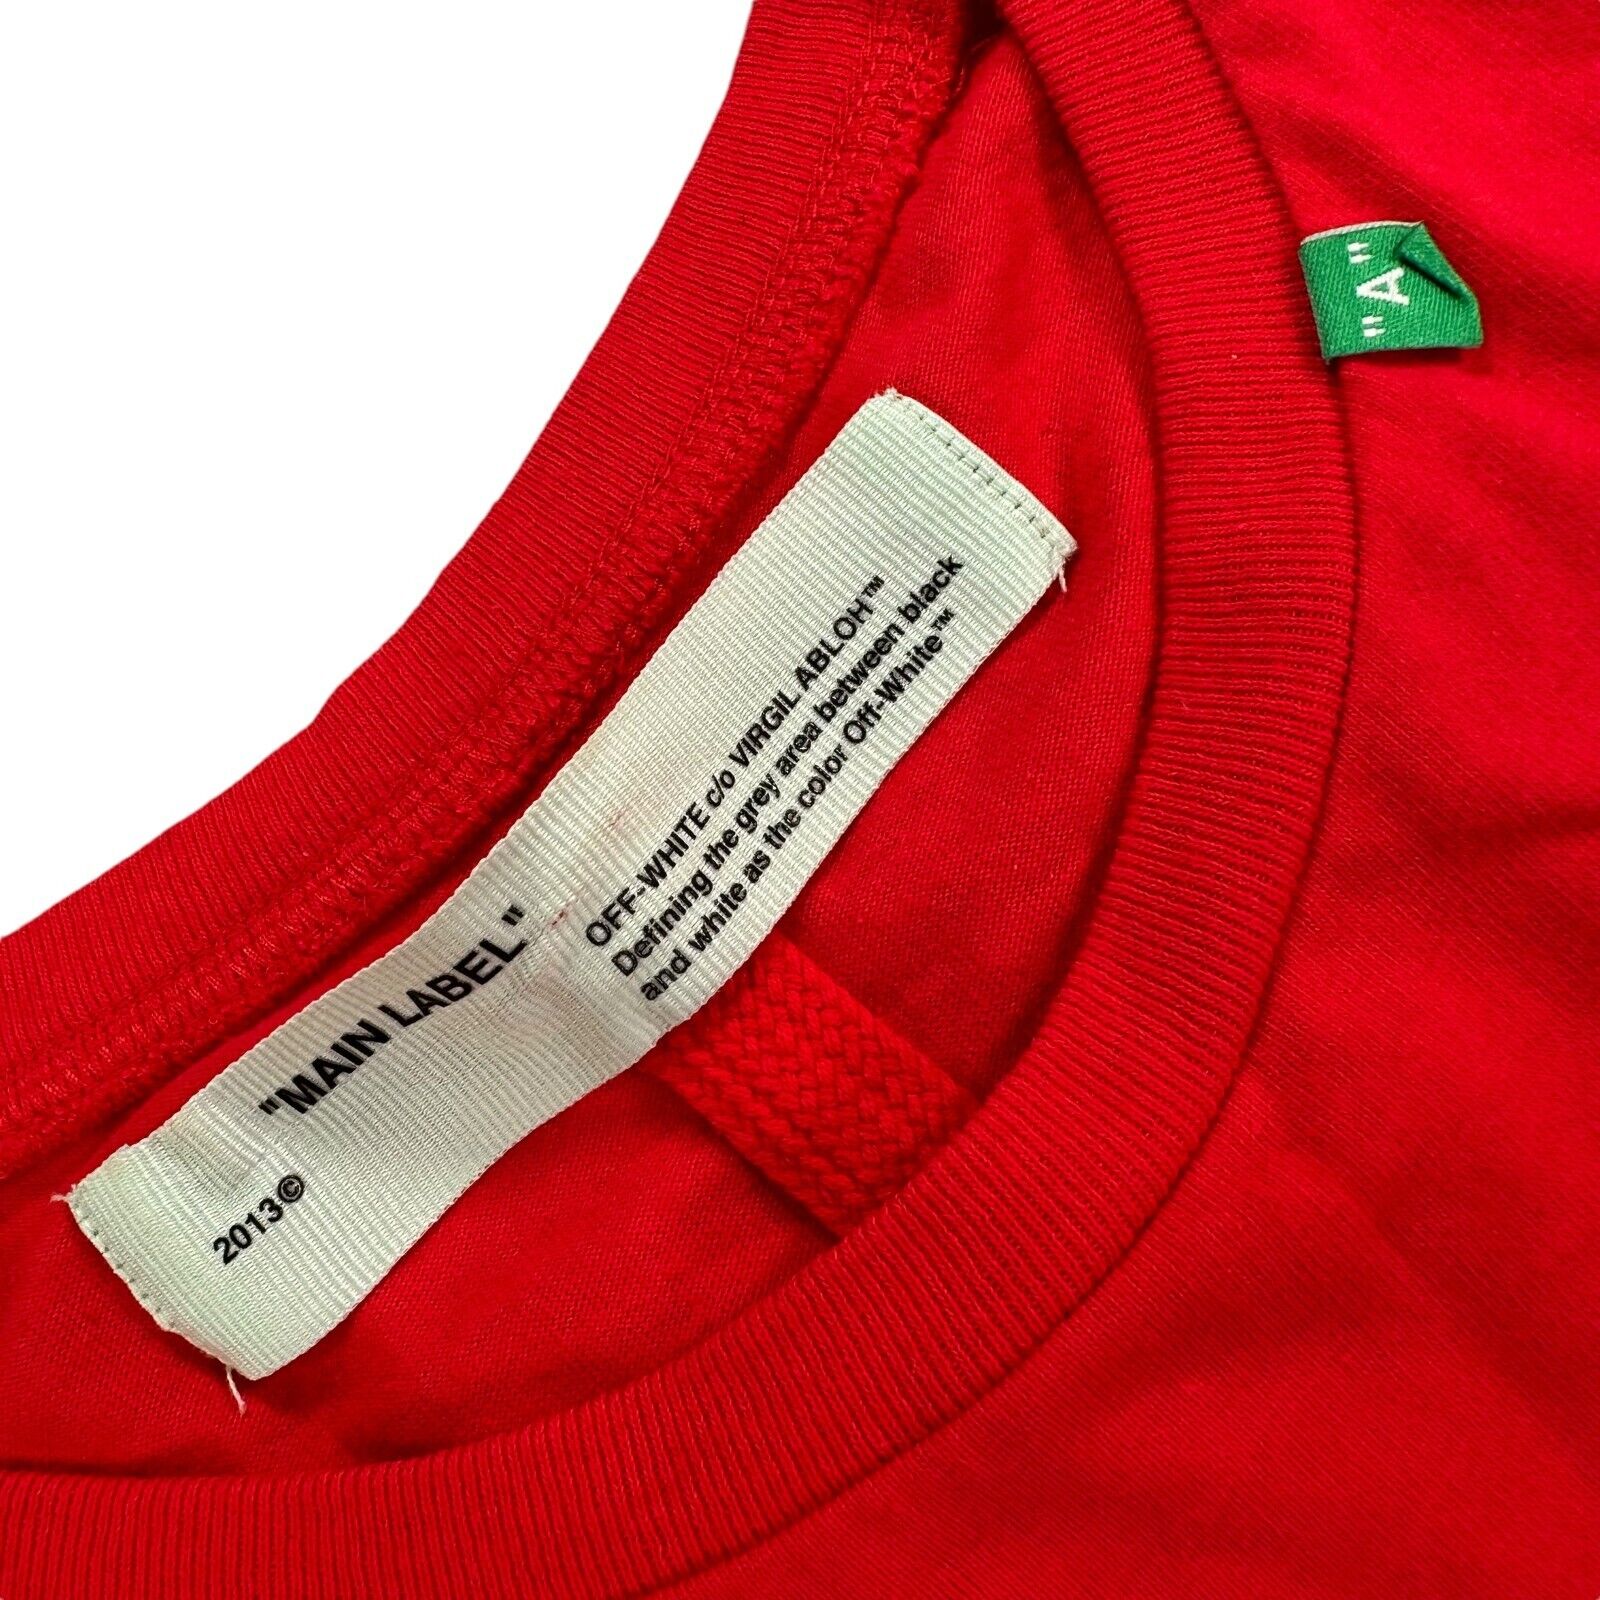 "MAIN LABEL"
2013©
OFF-WHITE c/o VIRGIL ABLOH™
Defining the grey area between black
and white as the color Off-White™
"A"